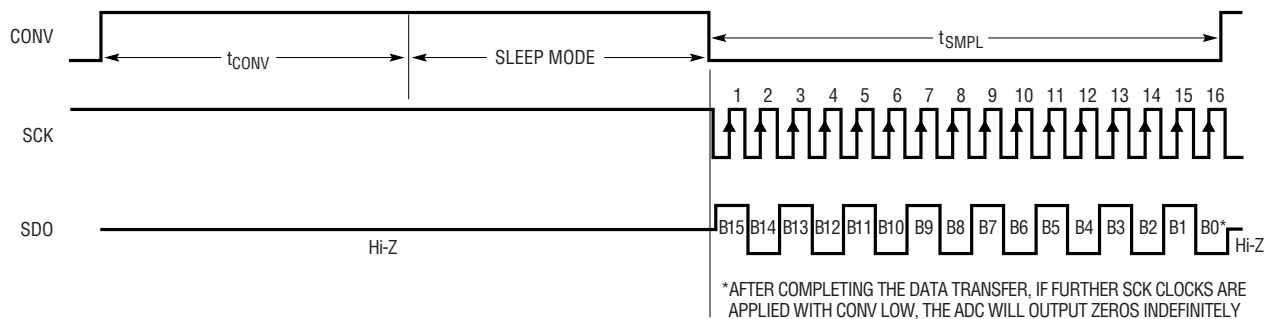 CONV
tCONV
SLEEP MODE
tSMPL
SCK
1 2 3 4 5 6 7 8 9 10 11 12 13 14 15 16
SDO
B15 B14 B13 B12 B11 B10 B9 B8 B7 B6 B5 B4 B3 B2 B1 B0*
Hi-Z
Hi-Z
*AFTER COMPLETING THE DATA TRANSFER, IF FURTHER SCK CLOCKS ARE
APPLIED WITH CONV LOW, THE ADC WILL OUTPUT ZEROS INDEFINITELY